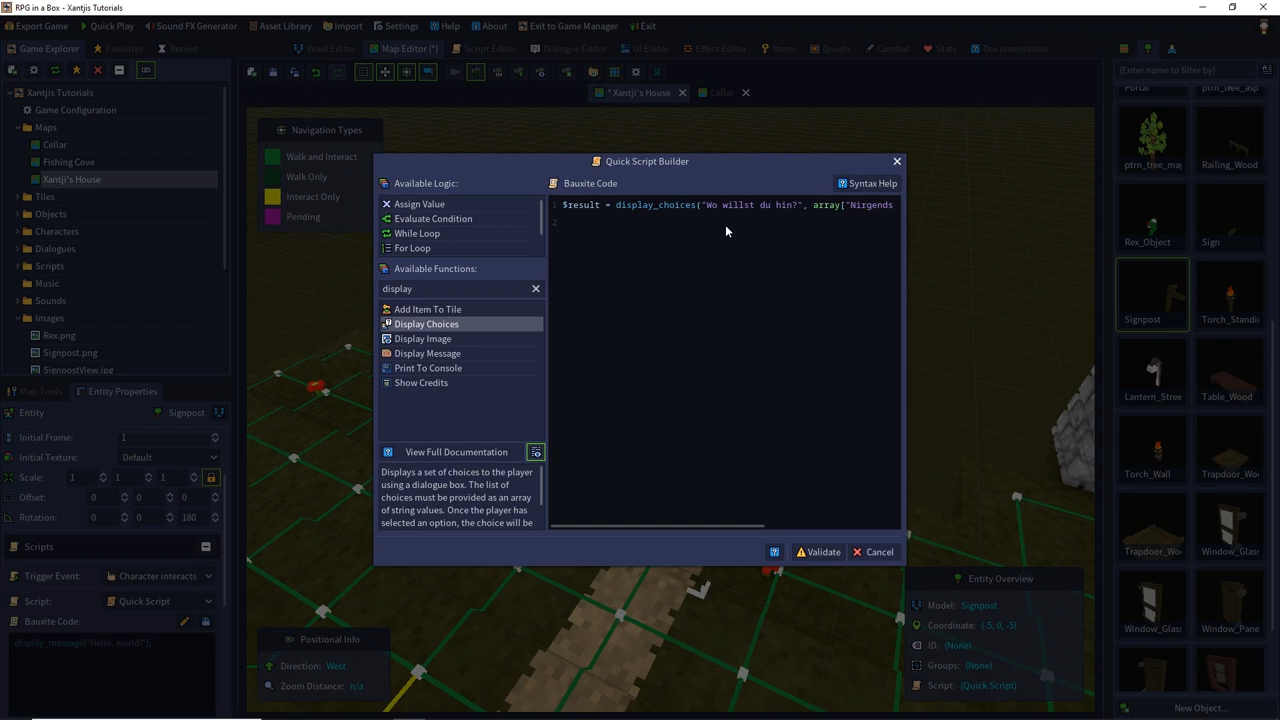 RPG in a Box - Xantjis Tutorials
Export Game Quick Play Sound FX Generator Asset Library Import Settings Help About Exit to Game Manager Exit
Game Explorer Favorites Recent Voxel Editor Map Editor (*) Script Editor Dialogue Editor UI Editor Effect Editor Items Quests Combat Stats Documentation
(Enter name to filter by)
* Xantji's House Cellar
Xantjis Tutorials
Game Configuration
Maps
Cellar
Fishing Cove
Xantji's House
Tiles
Objects
Characters
Dialogues
Scripts
Music
Sounds
Images
Rex.png
Signpost.png
SignpostView.jpg
Map Tools Entity Properties
Entity Signpost
Initial Frame: 1
Initial Texture: Default
Scale: 1 1 1
Offset: 0 0 0
Rotation: 0 0 180
Scripts
Trigger Event: Character interacts
Script: Quick Script
Bauxite Code:
display_message("Hello, world!");
Navigation Types
Walk and Interact
Walk Only
Interact Only
Pending
Quick Script Builder
Available Logic:
Assign Value
Evaluate Condition
While Loop
For Loop
Available Functions:
display
Add Item To Tile
Display Choices
Display Image
Display Message
Print To Console
Show Credits
View Full Documentation
Displays a set of choices to the player
using a dialogue box. The list of
choices must be provided as an array
of string values. Once the player has
selected an option, the choice will be
Bauxite Code Syntax Help
1 $result = display_choices("Wo willst du hin?", array["Nirgends
2
Validate Cancel
Positional Info
Direction: West
Zoom Distance: n/a
Entity Overview
Model: Signpost
Coordinate: (-5, 0, -5)
ID: (None)
Groups: (None)
Script: (Quick Script)
Portal ptrn_tree_asp
ptrn_tree_ma Railing_Wood
Rex_Object Sign
Signpost Torch_Standi
Lantern_Stree Table_Wood
Torch_Wall Trapdoor_Woo
Trapdoor_Wo Window_Glass
Window_Glass Window_Pane
New Object...